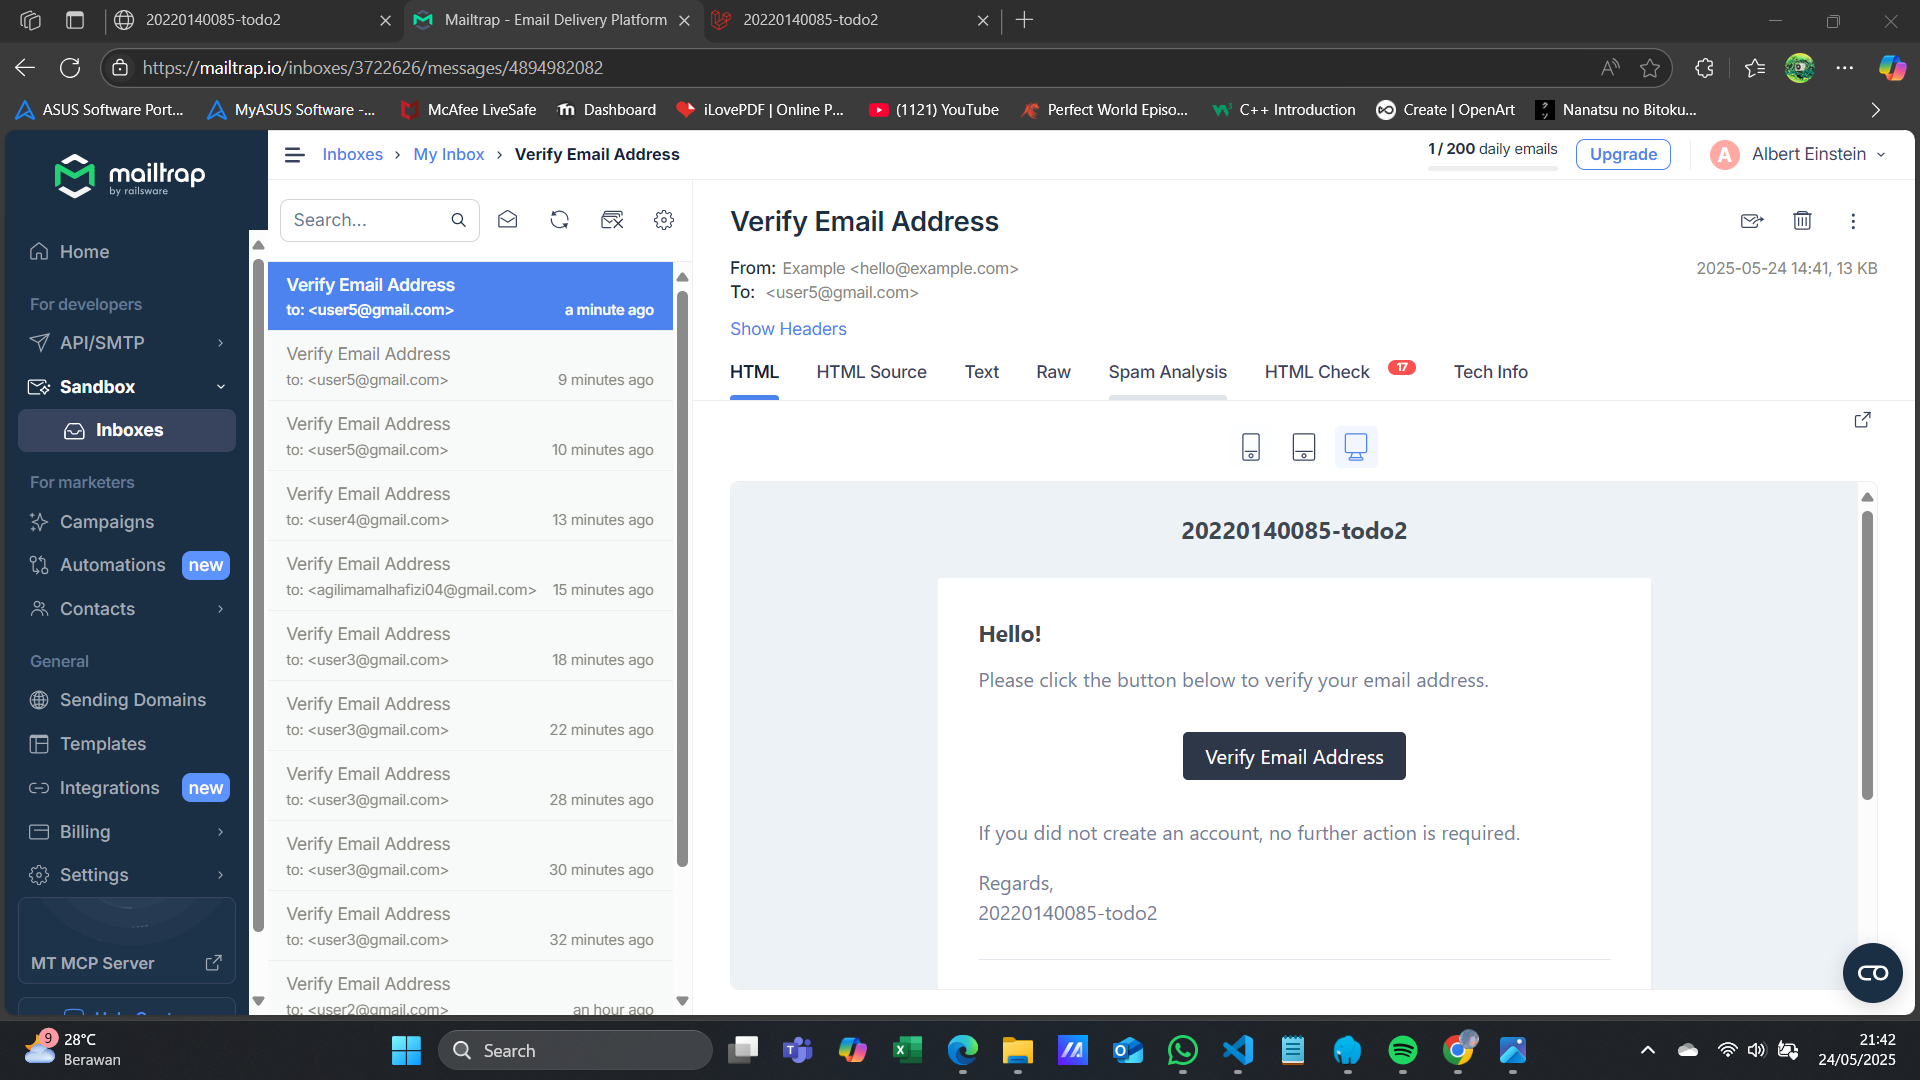 20220140085-todo2
Mailtrap - Email Delivery Platform
20220140085-todo2
https://mailtrap.io/inboxes/3722626/messages/4894982082
ASUS Software Port...
MyASUS Software -...
McAfee LiveSafe
Dashboard
iLovePDF | Online P...
(1121) YouTube
Perfect World Episo...
C++ Introduction
Create | OpenArt
Nanatsu no Bitoku...
mailtrap
by railsware
Home
For developers
API/SMTP
Sandbox
Inboxes
For marketers
Campaigns
Automations new
Contacts
General
Sending Domains
Templates
Integrations new
Billing
Settings
MT MCP Server
Inboxes › My Inbox › Verify Email Address
1 / 200 daily emails
Upgrade
A
Albert Einstein
Search...
Verify Email Address
to: <user5@gmail.com> a minute ago
Verify Email Address
to: <user5@gmail.com> 9 minutes ago
Verify Email Address
to: <user5@gmail.com> 10 minutes ago
Verify Email Address
to: <user4@gmail.com> 13 minutes ago
Verify Email Address
to: <agilimamalhafizi04@gmail.com> 15 minutes ago
Verify Email Address
to: <user3@gmail.com> 18 minutes ago
Verify Email Address
to: <user3@gmail.com> 22 minutes ago
Verify Email Address
to: <user3@gmail.com> 28 minutes ago
Verify Email Address
to: <user3@gmail.com> 30 minutes ago
Verify Email Address
to: <user3@gmail.com> 32 minutes ago
Verify Email Address
to: <user2@gmail.com> an hour ago
Verify Email Address
From: Example <hello@example.com>
2025-05-24 14:41, 13 KB
To: <user5@gmail.com>
Show Headers
HTML
HTML Source
Text
Raw
Spam Analysis
HTML Check 17
Tech Info
20220140085-todo2
Hello!
Please click the button below to verify your email address.
Verify Email Address
If you did not create an account, no further action is required.
Regards,
20220140085-todo2
9
28°C
Berawan
Search
21:42
24/05/2025